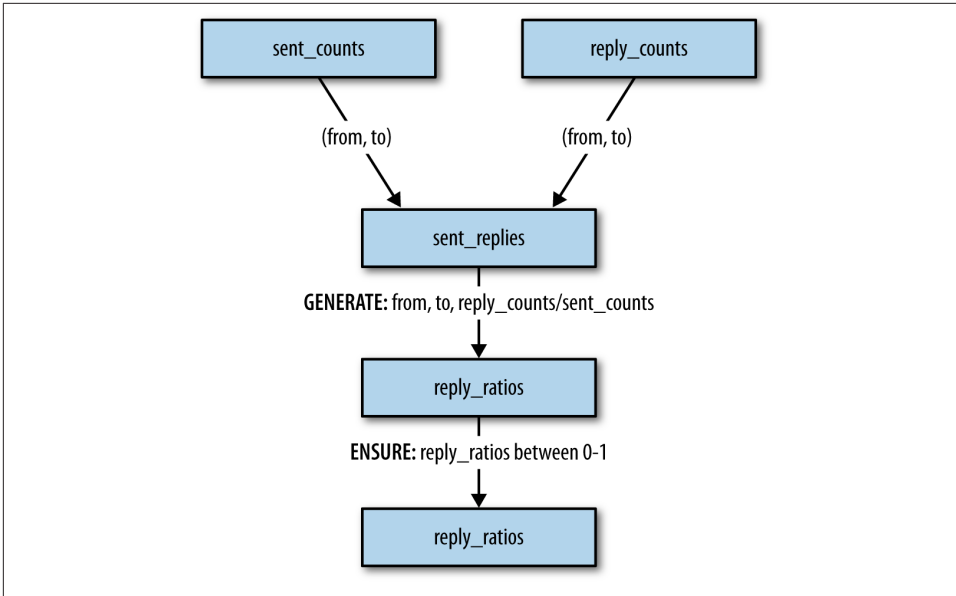 sent_counts
reply_counts
(from, to)
(from, to)
sent_replies
GENERATE: from, to, reply_counts/sent_counts
reply_ratios
ENSURE: reply_ratios between 0-1
reply_ratios